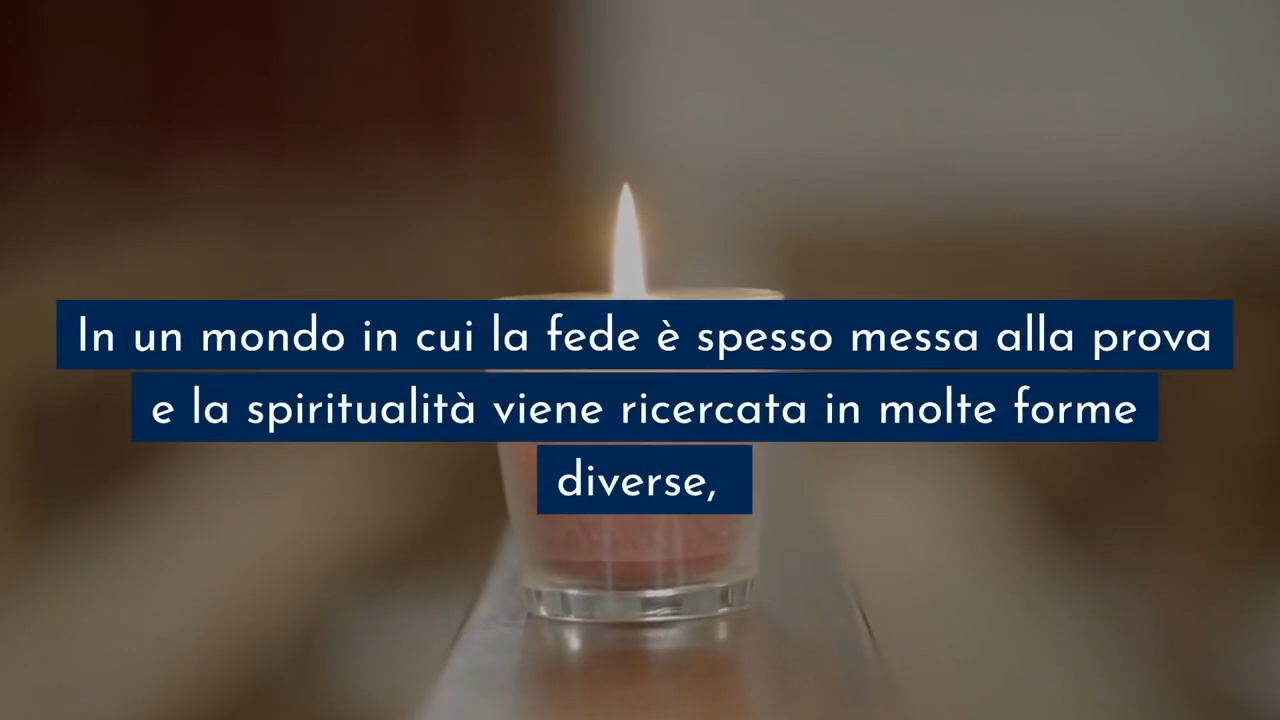 In un mondo in cui la fede è spesso messa alla prova
e la spiritualità viene ricercata in molte forme
diverse,